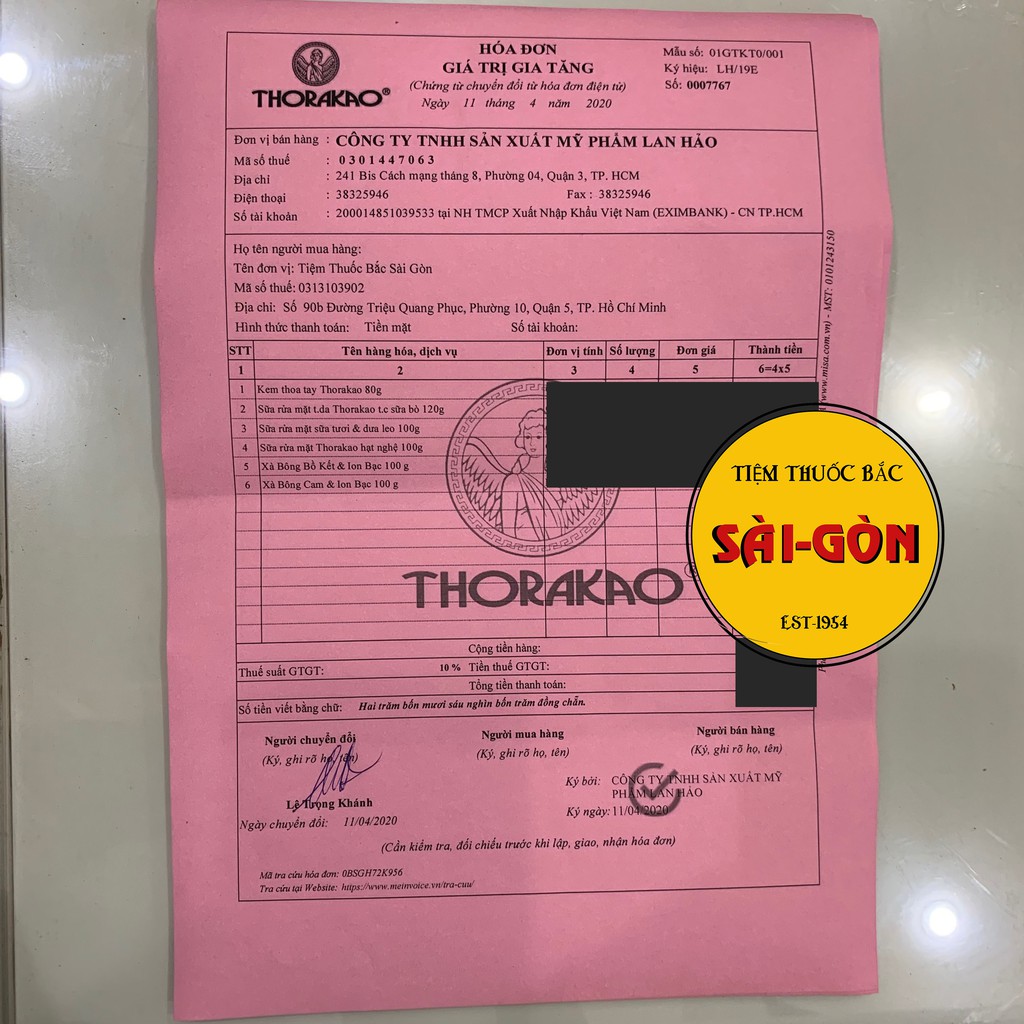 THORAKAO®
HÓA ĐƠN
GIÁ TRỊ GIA TĂNG
(Chứng từ chuyển đổi từ hóa đơn điện tử)
Ngày 11 tháng 4 năm 2020
Mẫu số: 01GTKT0/001
Ký hiệu: LH/19E
Số: 0007767
Đơn vị bán hàng : CÔNG TY TNHH SẢN XUẤT MỸ PHẨM LAN HẢO
Mã số thuế : 0301447063
Địa chỉ : 241 Bis Cách mạng tháng 8, Phường 04, Quận 3, TP. HCM
Điện thoại : 38325946 Fax : 38325946
Số tài khoản : 200014851039533 tại NH TMCP Xuất Nhập Khẩu Việt Nam (EXIMBANK) - CN TP.HCM
Họ tên người mua hàng:
Tên đơn vị: Tiệm Thuốc Bắc Sài Gòn
Mã số thuế: 0313103902
Địa chỉ: Số 90b Đường Triệu Quang Phục, Phường 10, Quận 5, TP. Hồ Chí Minh
Hình thức thanh toán: Tiền mặt Số tài khoản:
STT Tên hàng hóa, dịch vụ Đơn vị tính Số lượng Đơn giá Thành tiền
1 2 3 4 5 6=4x5
1 Kem thoa tay Thorakao 80g
2 Sữa rửa mặt t.da Thorakao t.c sữa bò 120g
3 Sữa rửa mặt sữa tươi & dưa leo 100g
4 Sữa rửa mặt Thorakao hạt nghệ 100g
5 Xà Bông Bồ Kết & Ion Bạc 100 g
6 Xà Bông Cam & Ion Bạc 100 g
THORAKAO
Cộng tiền hàng:
Thuế suất GTGT: 10 % Tiền thuế GTGT:
Tổng tiền thanh toán:
Số tiền viết bằng chữ: Hai trăm bốn mươi sáu nghìn bốn trăm đồng chẵn.
Người chuyển đổi
(Ký, ghi rõ họ, tên)
Lê Trọng Khánh
Ngày chuyển đổi: 11/04/2020
Người mua hàng
(Ký, ghi rõ họ, tên)
Người bán hàng
(Ký, ghi rõ họ, tên)
Ký bởi: CÔNG TY TNHH SẢN XUẤT MỸ
PHẨM LAN HẢO
Ký ngày: 11/04/2020
(Cần kiểm tra, đối chiếu trước khi lập, giao, nhận hóa đơn)
Mã tra cứu hóa đơn: 0BSGH72K956
Tra cứu tại Website: https://www.meinvoice.vn/tra-cuu/
www.misa.com.vn) - MST: 0101243150
TIỆM THUỐC BẮC
SÀI-GÒN
EST-1954